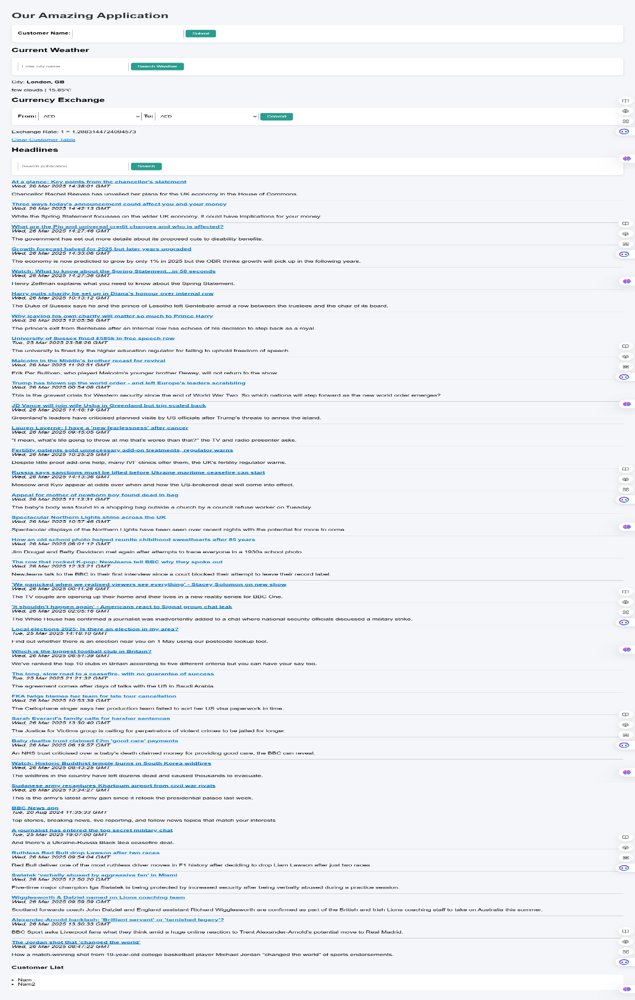 Our Amazing Application
Customer Name: Submit
Current Weather
Enter city name Search Weather
City: London, GB
few clouds | 15.85°C
Currency Exchange
From: AED To: AED Convert
Exchange Rate: 1 = 1.2883144724094573
Clear Customer Table
Headlines
Search publication Search
At a glance: Key points from the chancellor's statement
Wed, 26 Mar 2025 14:38:01 GMT
Chancellor Rachel Reeves has unveiled her plans for the UK economy in the House of Commons.
Three ways today's announcement could affect you and your money
Wed, 26 Mar 2025 14:42:13 GMT
While the Spring Statement focusses on the wider UK economy, it could have implications for your money.
What are the Pip and universal credit changes and who is affected?
Wed, 26 Mar 2025 14:27:46 GMT
The government has set out more details about its proposed cuts to disability benefits.
Growth forecast halved for 2025 but later years upgraded
Wed, 26 Mar 2025 14:33:06 GMT
The economy is now predicted to grow by only 1% in 2025 but the OBR thinks growth will pick up in the following years.
Watch: What to know about the Spring Statement...in 58 seconds
Wed, 26 Mar 2025 14:27:36 GMT
Henry Zeffman explains what you need to know about the Spring Statement.
Harry quits charity he set up in Diana's honour over internal row
Wed, 26 Mar 2025 10:13:12 GMT
The Duke of Sussex says he and the prince of Lesotho left Sentebale amid a row between the trustees and the chair of its board.
Why leaving his own charity will matter so much to Prince Harry
Wed, 26 Mar 2025 12:05:56 GMT
The prince's exit from Sentebale after an internal row has echoes of his decision to step back as a royal.
University of Sussex fined £585k in free speech row
Tue, 25 Mar 2025 23:58:26 GMT
The university is fined by the higher education regulator for failing to uphold freedom of speech.
Malcolm in the Middle's brother recast for revival
Wed, 26 Mar 2025 11:20:51 GMT
Erik Per Sullivan, who played Malcolm's younger brother Dewey, will not return to the show.
Trump has blown up the world order - and left Europe's leaders scrabbling
Wed, 26 Mar 2025 00:54:06 GMT
This is the gravest crisis for Western security since the end of World War Two. So which nations will step forward as the new world order emerges?
JD Vance will join wife Usha in Greenland but trip scaled back
Wed, 26 Mar 2025 14:48:19 GMT
Greenland's leaders have criticised planned visits by US officials after Trump's threats to annex the island.
Lauren Laverne: I have a 'new fearlessness' after cancer
Wed, 26 Mar 2025 09:45:05 GMT
"I mean, what's life going to throw at me that's worse than that?" the TV and radio presenter asks.
Fertility patients sold unnecessary add-on treatments, regulator warns
Wed, 26 Mar 2025 10:25:25 GMT
Despite little proof add-ons help, many IVF clinics offer them, the UK's fertility regulator warns.
Russia says sanctions must be lifted before Ukraine maritime ceasefire can start
Wed, 26 Mar 2025 14:13:36 GMT
Moscow and Kyiv appear at odds over when and how the US-brokered deal will come into effect.
Appeal for mother of newborn boy found dead in bag
Wed, 26 Mar 2025 11:13:31 GMT
The baby's body was found in a shopping bag outside a church by a council refuse worker on Tuesday.
Spectacular Northern Lights shine across the UK
Wed, 26 Mar 2025 10:57:46 GMT
Spectacular displays of the Northern Lights have been seen over recent nights with the potential for more to come.
How an old school photo helped reunite childhood sweethearts after 85 years
Wed, 26 Mar 2025 06:01:12 GMT
Jim Dougal and Betty Davidson met again after attempts to trace everyone in a 1930s school photo.
The row that rocked K-pop: NewJeans tell BBC why they spoke out
Wed, 26 Mar 2025 12:33:21 GMT
NewJeans talk to the BBC in their first interview since a court blocked their attempt to leave their record label.
'We panicked when we realised viewers see everything' - Stacey Solomon on new show
Wed, 26 Mar 2025 00:11:26 GMT
The TV couple are opening up their home and their lives in a new reality series for BBC One.
'It shouldn't happen again' - Americans react to Signal group chat leak
Wed, 26 Mar 2025 02:05:16 GMT
The White House has confirmed a journalist was inadvertently added to a chat where national security officials discussed a military strike.
Local elections 2025: Is there an election in my area?
Tue, 25 Mar 2025 14:18:10 GMT
Find out whether there is an election near you on 1 May using our postcode lookup tool.
Which is the biggest football club in Britain?
Wed, 26 Mar 2025 06:51:39 GMT
We've ranked the top 10 clubs in Britain according to five different criteria but you can have your say too.
The long, slow road to a ceasefire, with no guarantee of success
Tue, 25 Mar 2025 21:21:32 GMT
The agreement comes after days of talks with the US in Saudi Arabia.
FKA twigs blames her team for late tour cancellation
Wed, 26 Mar 2025 10:53:39 GMT
The Cellophane singer says her production team failed to sort her US visa paperwork in time.
Sarah Everard's family calls for harsher sentences
Wed, 26 Mar 2025 13:30:40 GMT
The Justice for Victims group is calling for perpetrators of violent crimes to be jailed for longer.
Baby deaths trust claimed £2m 'good care' payments
Wed, 26 Mar 2025 06:19:57 GMT
An NHS trust criticised over a baby's death claimed money for providing good care, the BBC can reveal.
Watch: Historic Buddhist temple burns in South Korea wildfires
Wed, 26 Mar 2025 08:43:25 GMT
The wildfires in the country have left dozens dead and caused thousands to evacuate.
Sudanese army recaptures Khartoum airport from civil war rivals
Wed, 26 Mar 2025 13:34:27 GMT
This is the army's latest army gain since it retook the presidential palace last week.
BBC News app
Tue, 20 Aug 2024 11:35:33 GMT
Top stories, breaking news, live reporting, and follow news topics that match your interests
A journalist has entered the top secret military chat
Tue, 25 Mar 2025 19:07:00 GMT
And there's a Ukraine-Russia Black Sea ceasefire deal.
Ruthless Red Bull drop Lawson after two races
Wed, 26 Mar 2025 09:54:04 GMT
Red Bull deliver one of the most ruthless driver moves in F1 history after deciding to drop Liam Lawson after just two races.
Swiatek 'verbally abused by aggressive fan' in Miami
Wed, 26 Mar 2025 12:50:20 GMT
Five-time major champion Iga Swiatek is being protected by increased security after being verbally abused during a practice session.
Wigglesworth & Dalziel named on Lions coaching team
Wed, 26 Mar 2025 09:59:59 GMT
Scotland forwards coach John Dalziel and England assistant Richard Wigglesworth are confirmed as part of the British and Irish Lions coaching staff to take on Australia this summer.
Alexander-Arnold backlash: 'Brilliant servant' or 'tarnished legacy'?
Wed, 26 Mar 2025 13:30:33 GMT
BBC Sport asks Liverpool fans what they think amid a huge online reaction to Trent Alexander-Arnold's potential move to Real Madrid.
The Jordan shot that 'changed the world'
Wed, 26 Mar 2025 08:47:22 GMT
How a match-winning shot from 19-year-old college basketball player Michael Jordan "changed the world" of sports endorsements.
Customer List
• Nam
• Nam2